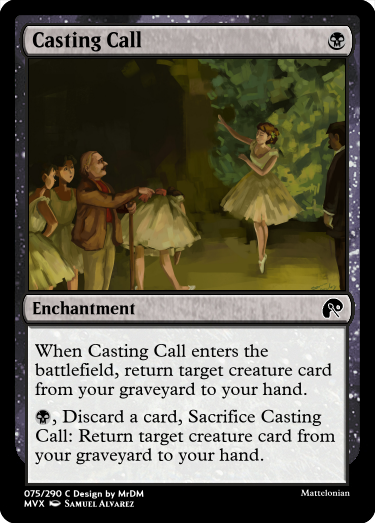 Casting Call
Enchantment
When Casting Call enters the
battlefield, return target creature card
from your graveyard to your hand.
, Discard a card, Sacrifice Casting
Call: Return target creature card from
your graveyard to your hand.
075/290 C Design by MrDM
Mattelonian
MVX Samuel Alvarez